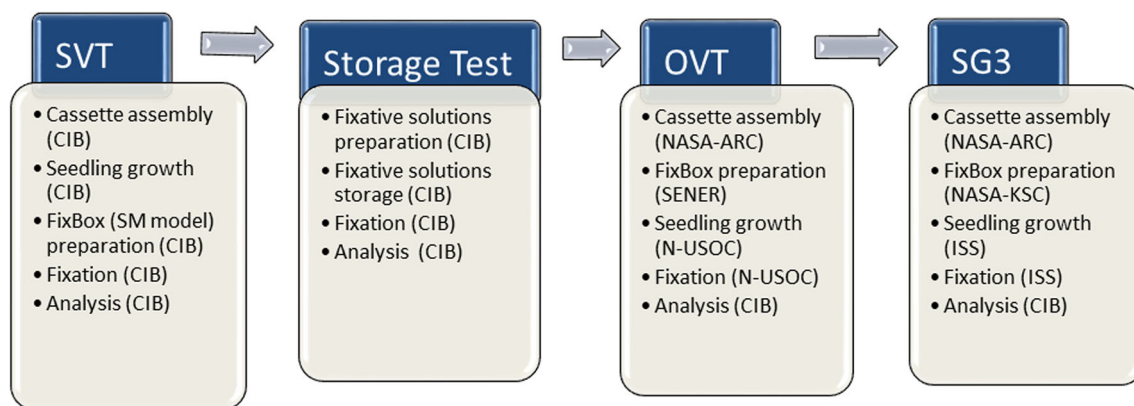 SVT
• Cassette assembly
(CIB)
• Seedling growth
(CIB)
• FixBox (SM model)
preparation (CIB)
• Fixation (CIB)
• Analysis (CIB)
Storage Test
• Fixative solutions
preparation (CIB)
• Fixative solutions
storage (CIB)
• Fixation (CIB)
• Analysis (CIB)
OVT
• Cassette assembly
(NASA-ARC)
• FixBox preparation
(SENER)
• Seedling growth
(N-USOC)
• Fixation (N-USOC)
• Analysis (CIB)
SG3
• Cassette assembly
(NASA-ARC)
• FixBox preparation
(NASA-KSC)
• Seedling growth
(ISS)
• Fixation (ISS)
• Analysis (CIB)